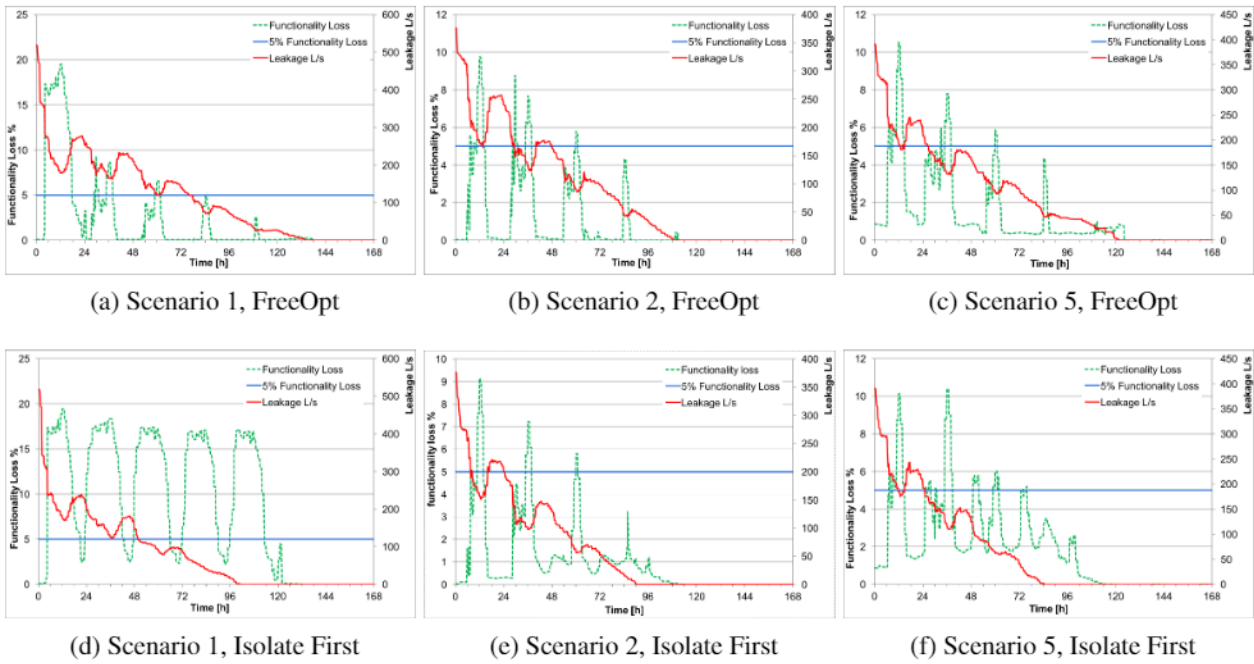 25
20
15
10
5
0
Functionality Loss %
600
500
400
300
200
100
0
Leakage L/s
Functionality Loss
5% Functionality Loss
Leakage L/s
0 24 48 72 96 120 144 168
Time [h]
(a) Scenario 1, FreeOpt
12
10
8
6
4
2
0
Functionality Loss %
400
350
300
250
200
150
100
50
0
Leakage L/s
Functionality Loss
5% Functionality Loss
Leakage L/s
0 24 48 72 96 120 144 168
Time [h]
(b) Scenario 2, FreeOpt
12
10
8
6
4
2
0
Functionality Loss %
450
400
350
300
250
200
150
100
50
0
Leakage L/s
Functionality Loss
5% Functionality Loss
Leakage L/s
0 24 48 72 96 120 144 168
Time [h]
(c) Scenario 5, FreeOpt
25
20
15
10
5
0
Functionality Loss %
600
500
400
300
200
100
0
Leakage L/s
Functionality Loss
5% Functionality Loss
Leakage L/s
0 24 48 72 96 120 144 168
Time [h]
(d) Scenario 1, Isolate First
10
9
8
7
6
5
4
3
2
1
0
functionality loss %
400
350
300
250
200
150
100
50
0
Leakage L/s
Functionality loss
5% Functionality Loss
Leakage L/s
0 24 48 72 96 120 144 168
Time [h]
(e) Scenario 2, Isolate First
12
10
8
6
4
2
0
Functionality Loss %
450
400
350
300
250
200
150
100
50
0
Leakage L/s
Functionality Loss
5% Functionality Loss
Leakage L/s
0 24 48 72 96 120 144 168
Time [h]
(f) Scenario 5, Isolate First